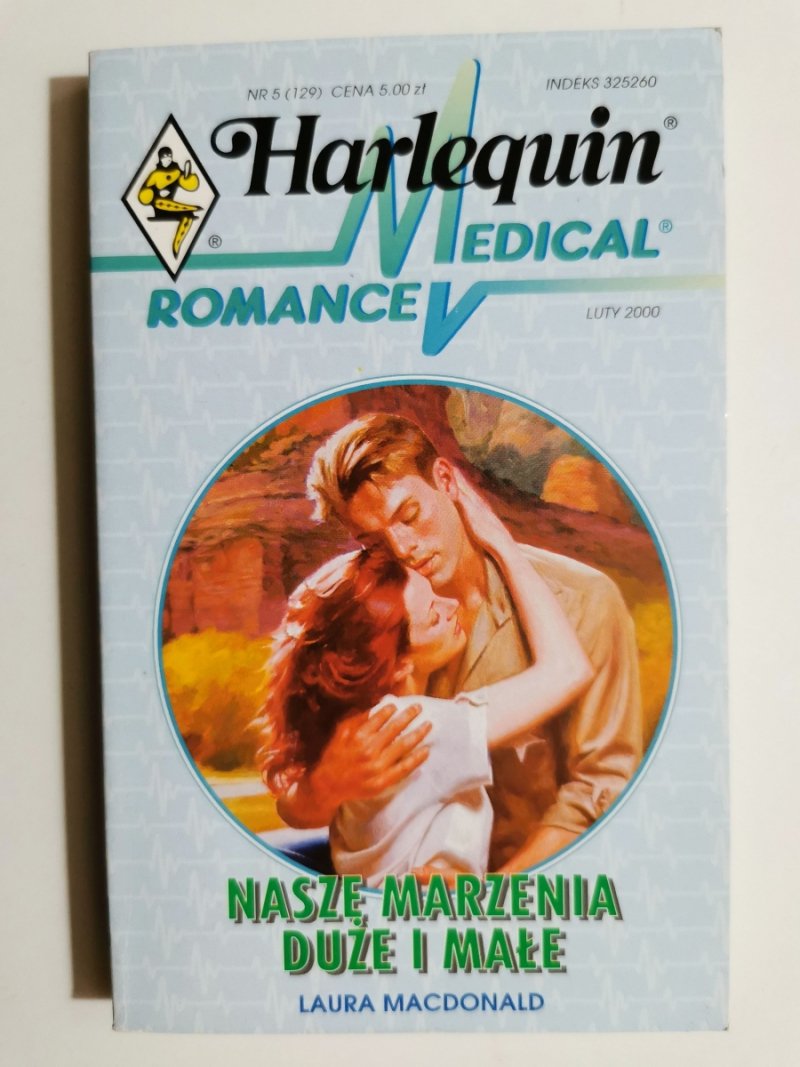 NR 5 (129) CENA 5.00 zł
INDEKS 325260
Harlequin®
®
MEDICAL®
ROMANCE
LUTY 2000
NASZE MARZENIA
DUŻE I MAŁE
LAURA MACDONALD